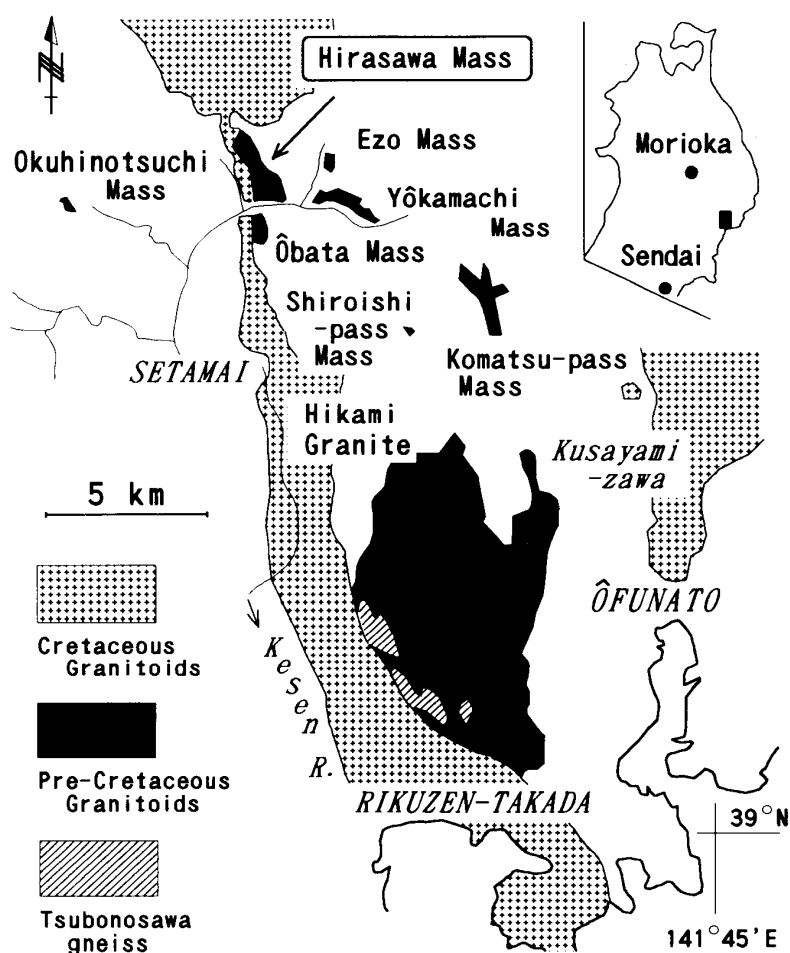 N
Hirasawa Mass
Okuhinotsuchi
Mass
Ezo Mass
Yôkamachi
Mass
Ôbata Mass
Shiroishi
-pass
Mass
Komatsu-pass
Mass
SETAMAI
Hikami
Granite
Kusayami
-zawa
ÔFUNATO
Kesen
R.
RIKUZEN-TAKADA
39°N
141°45'E
Morioka
Sendai
5 km
Cretaceous
Granitoids
Pre-Cretaceous
Granitoids
Tsubonosawa
gneiss